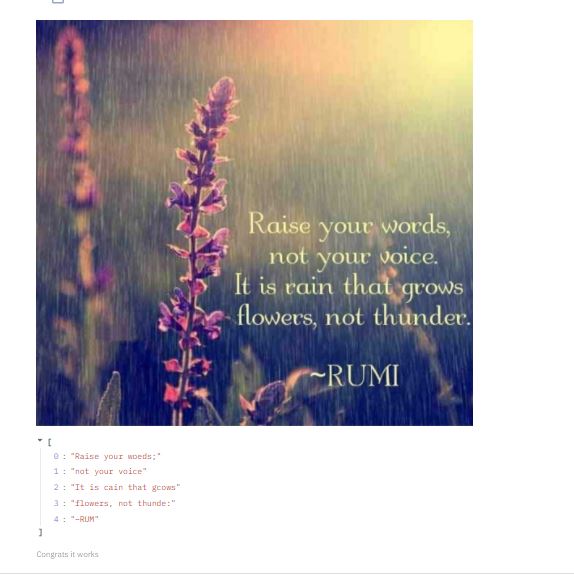 Raise your words,
not your voice.
It is rain that grows
flowers, not thunder.
~RUMI
[
0 : "Raise your woeds;"
1 : "not your voice"
2 : "It is cain that gcows"
3 : "flowers, not thunde:"
4 : "~RUM"
]
Congrats it works